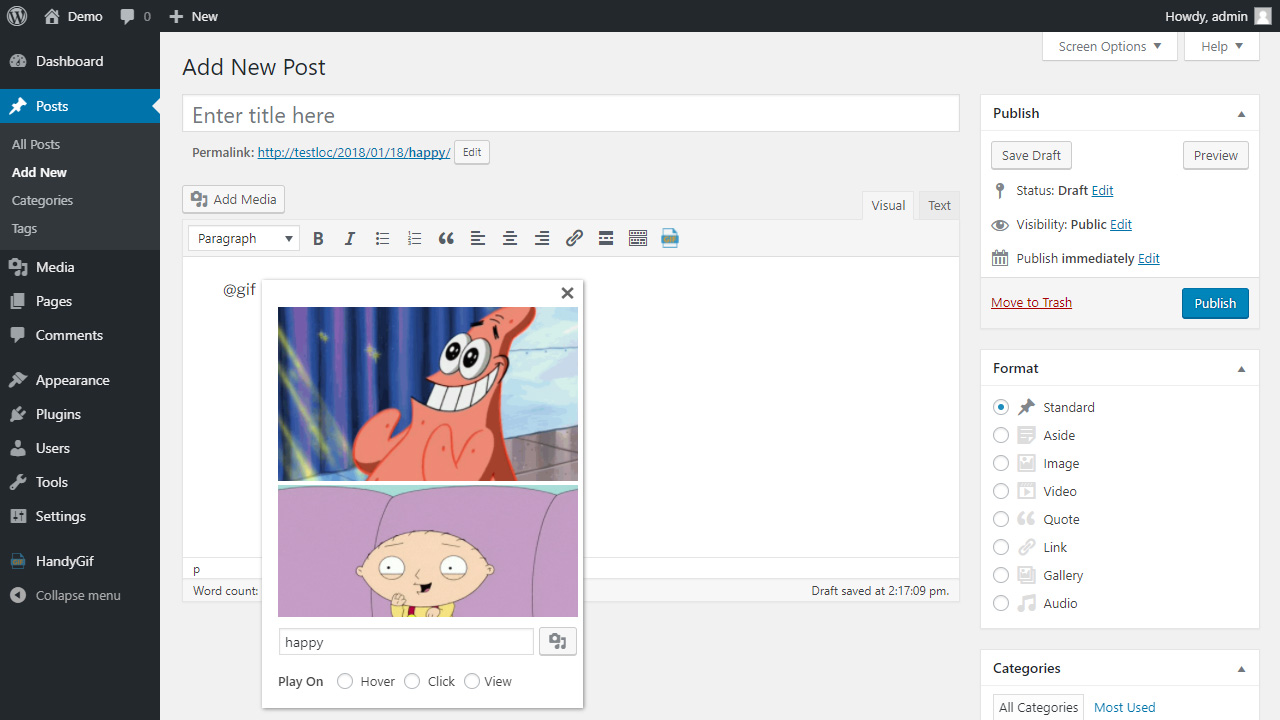 Demo 0 New Howdy, admin
Dashboard
Posts
All Posts
Add New
Categories
Tags
Media
Pages
Comments
Appearance
Plugins
Users
Tools
Settings
HandyGif
Collapse menu
Screen Options Help
Add New Post
Enter title here
Permalink: http://testloc/2018/01/18/happy/ Edit
Add Media
Visual Text
Paragraph
@gif
happy
Play On Hover Click View
p
Word count:
Draft saved at 2:17:09 pm.
Publish
Save Draft Preview
Status: Draft Edit
Visibility: Public Edit
Publish immediately Edit
Move to Trash Publish
Format
Standard
Aside
Image
Video
Quote
Link
Gallery
Audio
Categories
All Categories Most Used